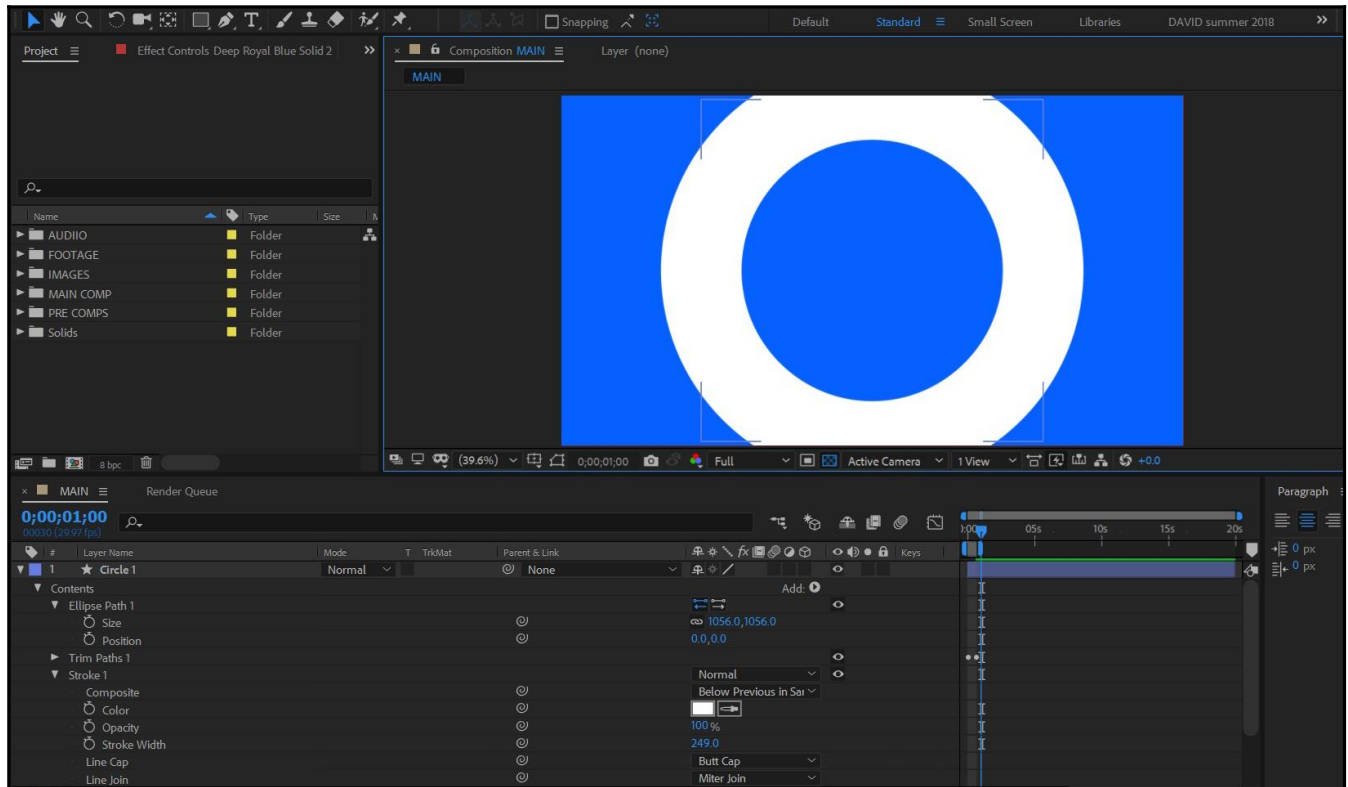 Snapping Default Standard Small Screen Libraries DAVID summer 2018 »
Project Effect Controls Deep Royal Blue Solid 2 » × Composition MAIN Layer (none)
MAIN
Name Type Size
AUDIIO Folder
FOOTAGE Folder
IMAGES Folder
MAIN COMP Folder
PRE COMPS Folder
Solids Folder
8 bpc (39.6%) 0;00;01;00 Full Active Camera 1 View +0.0
× MAIN Render Queue Paragraph
0;00;01;00
00030 (29.97 fps)
05s 10s 15s 20s
# Layer Name Mode T TrkMat Parent & Link fx Keys 0 px
1 Circle 1 Normal None 0 px
Contents Add:
Ellipse Path 1
Size 1056.0,1056.0
Position 0.0,0.0
Trim Paths 1
Stroke 1 Normal
Composite Below Previous in Sai
Color
Opacity 100 %
Stroke Width 249.0
Line Cap Butt Cap
Line Join Miter Join